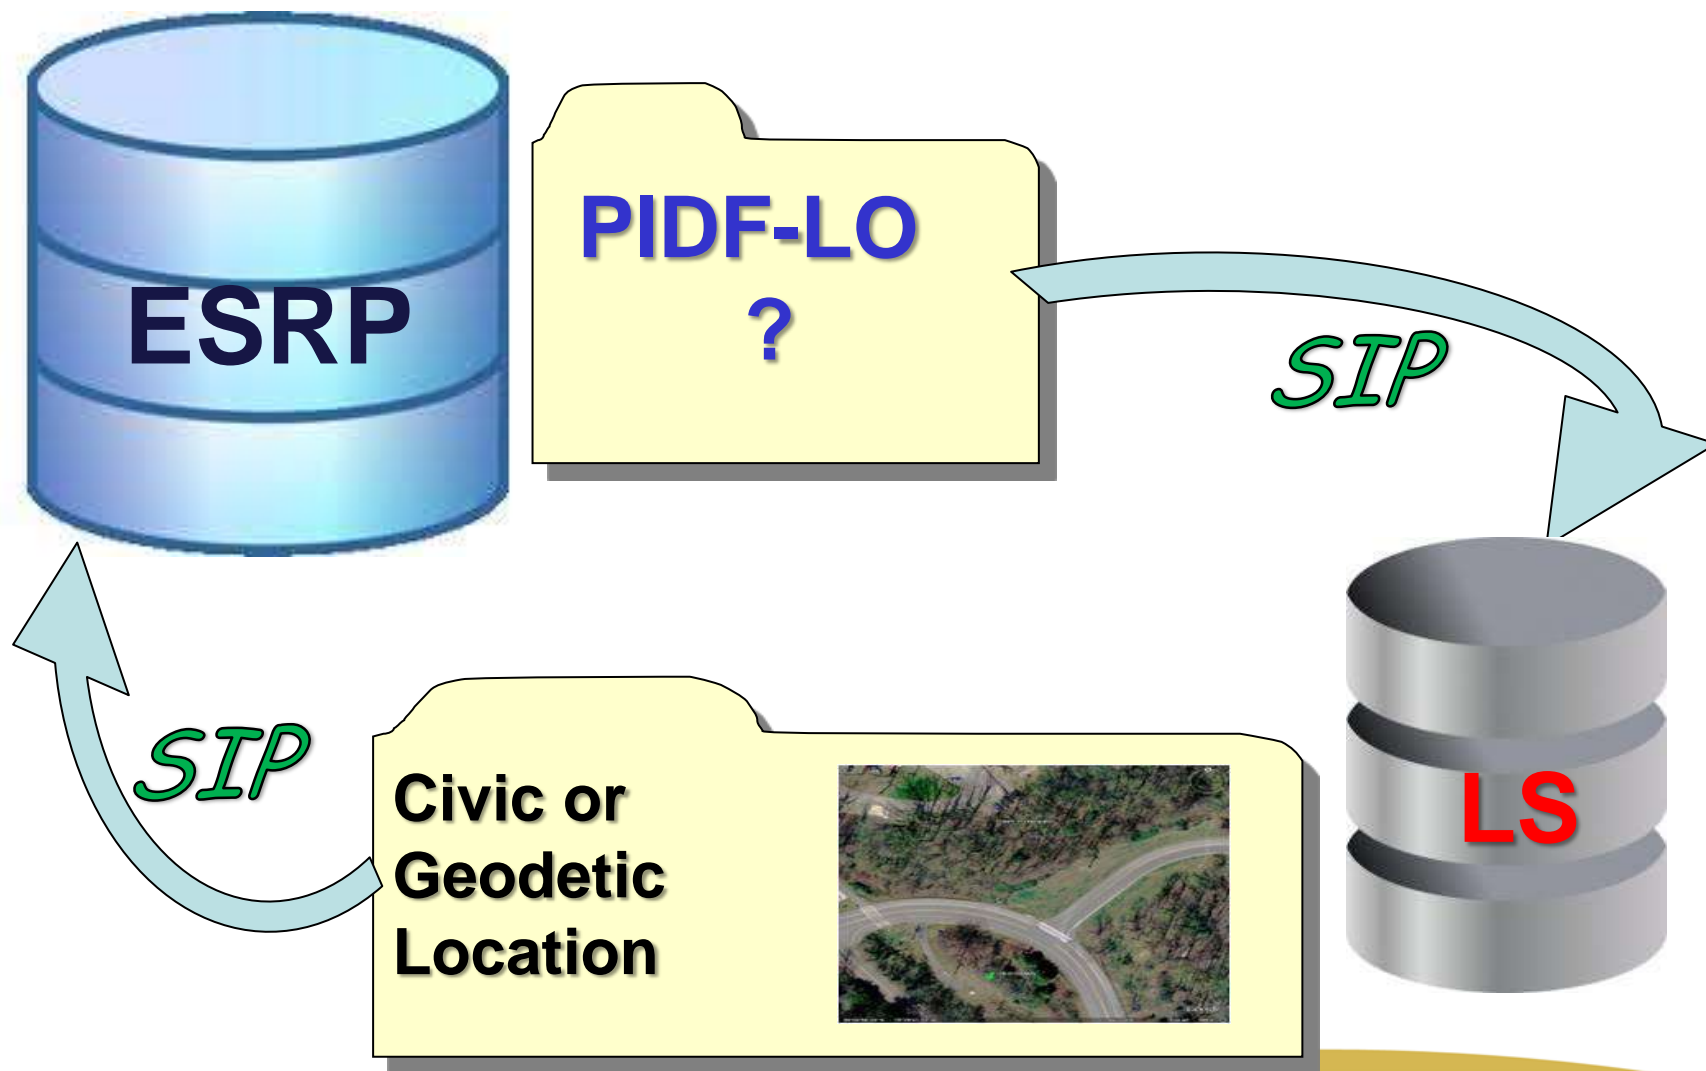 ESRP
PIDF-LO
?
SIP
SIP
Civic or
Geodetic
Location
LS